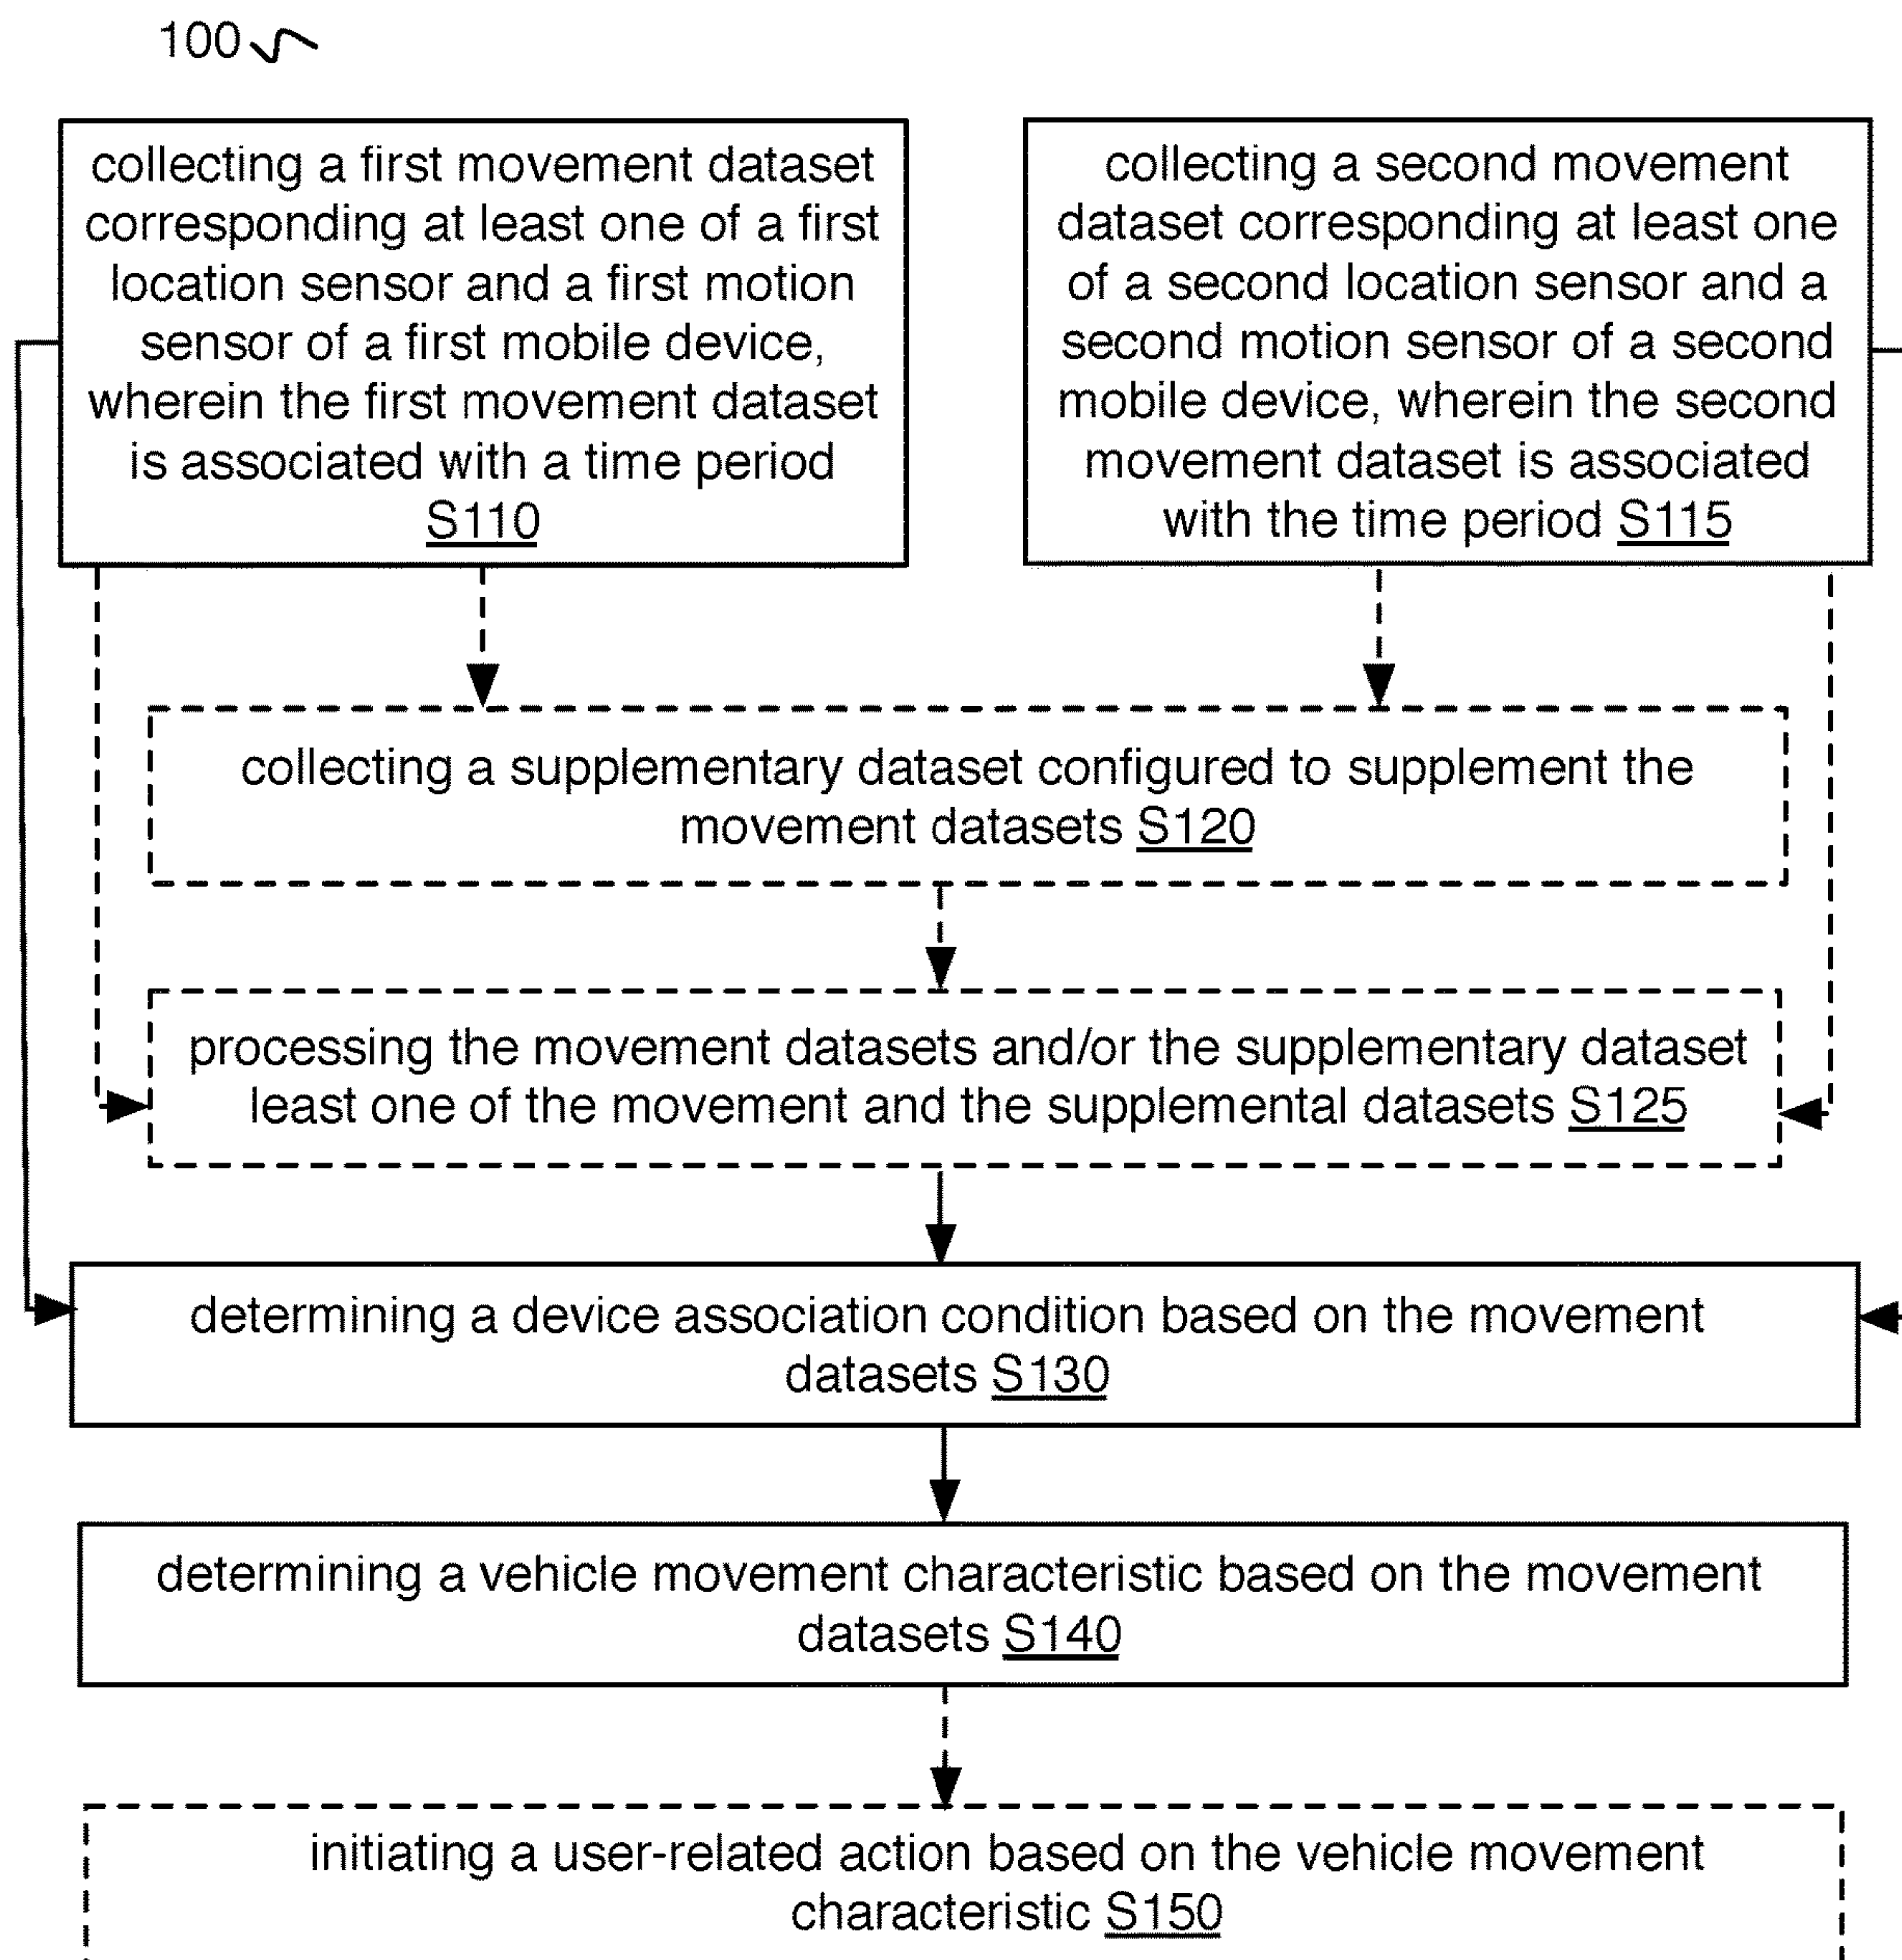 100
collecting a first movement dataset
corresponding at least one of a first
location sensor and a first motion
sensor of a first mobile device,
wherein the first movement dataset
is associated with a time period
S110
collecting a second movement
dataset corresponding at least one
of a second location sensor and a
second motion sensor of a second
mobile device, wherein the second
movement dataset is associated
with the time period S115
collecting a supplementary dataset configured to supplement the
movement datasets S120
processing the movement datasets and/or the supplementary dataset
least one of the movement and the supplemental datasets S125
determining a device association condition based on the movement
datasets S130
determining a vehicle movement characteristic based on the movement
datasets S140
initiating a user-related action based on the vehicle movement
characteristic S150